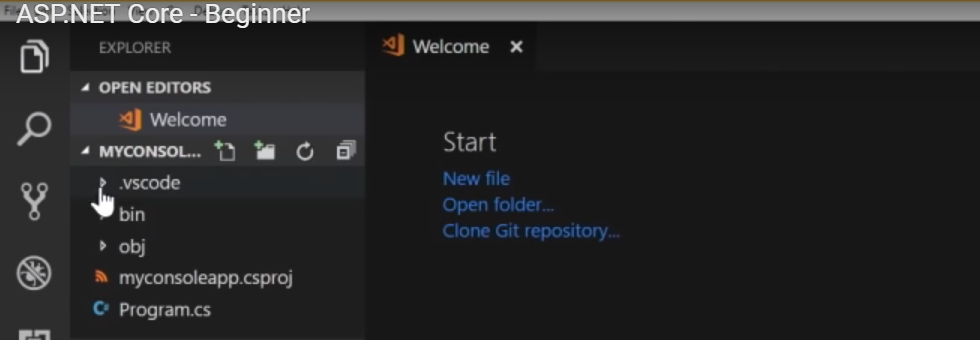 ASP.NET Core - Beginner
EXPLORER
OPEN EDITORS
Welcome
MYCONSOL...
.vscode
bin
obj
myconsoleapp.csproj
Program.cs
Welcome
Start
New file
Open folder...
Clone Git repository...